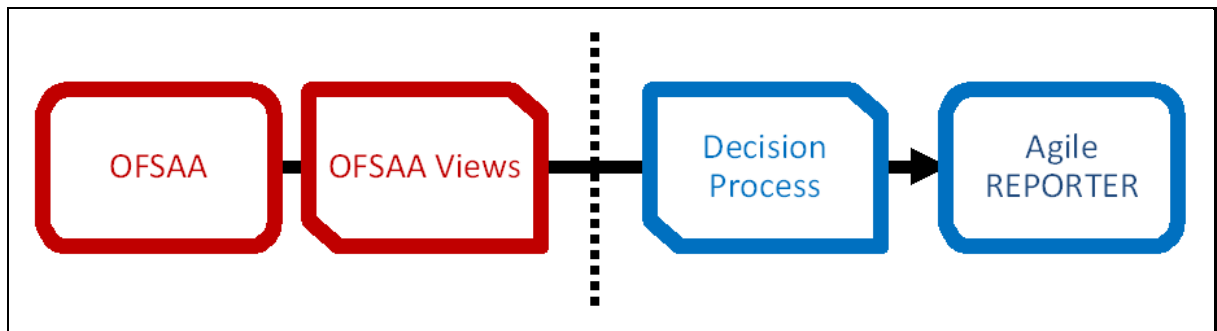 OFSAA
OFSAA Views
Decision
Process
Agile
REPORTER